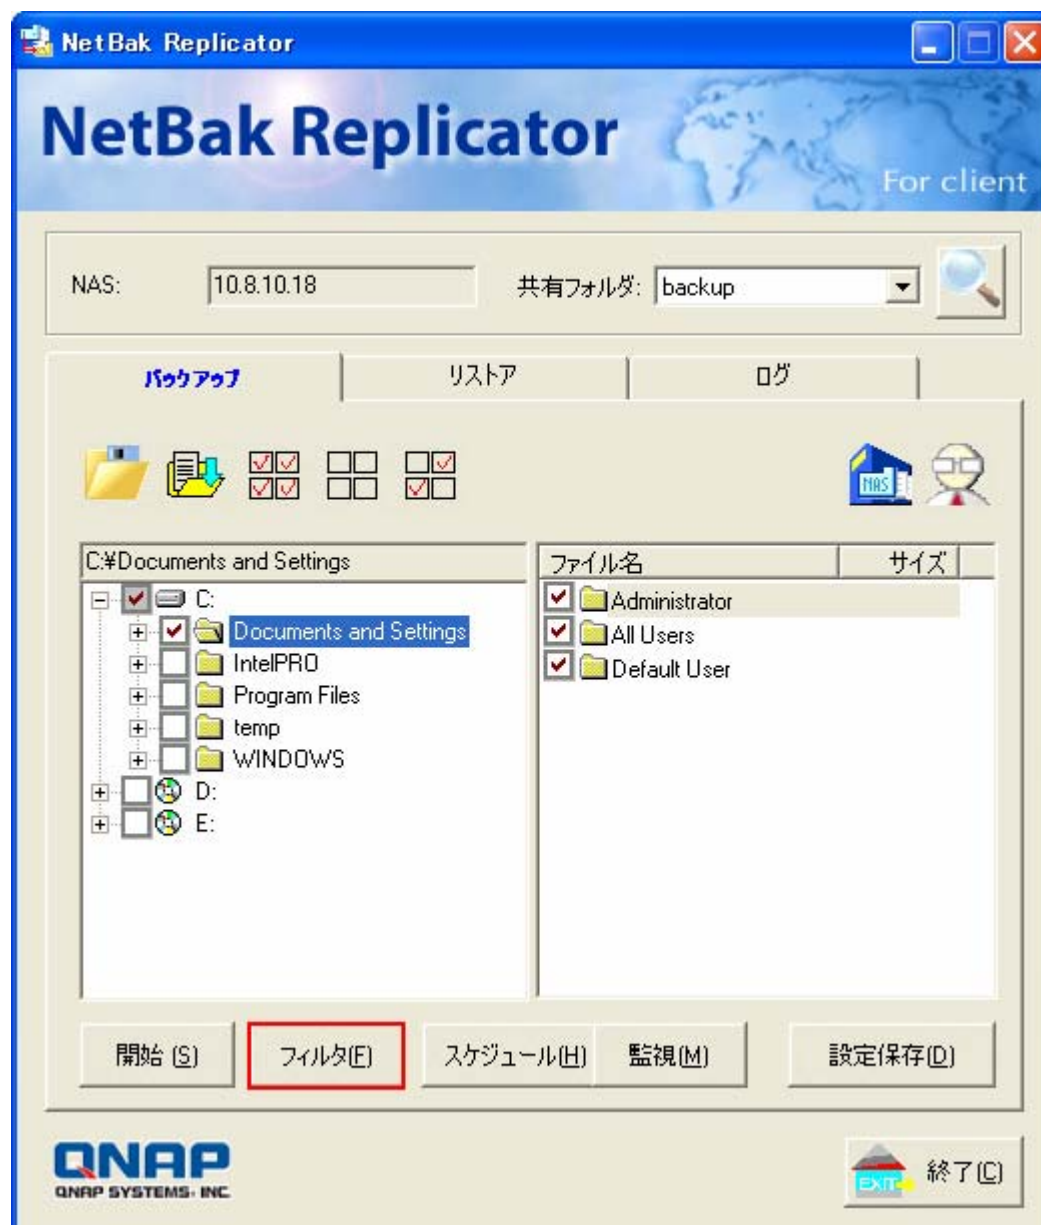 NetBak Replicator
NetBak Replicator
For client
NAS: 10.8.10.18 共有フォルダ: backup
バックアップ リストア ログ
NAS
C:¥Documents and Settings
ファイル名 サイズ
C:
Documents and Settings
IntelPRO
Program Files
temp
WINDOWS
D:
E:
Administrator
All Users
Default User
開始 (S) フィルタ(F) スケジュール(H) 監視(M) 設定保存(D)
QNAP
QNAP SYSTEMS. INC
EXIT 終了(C)